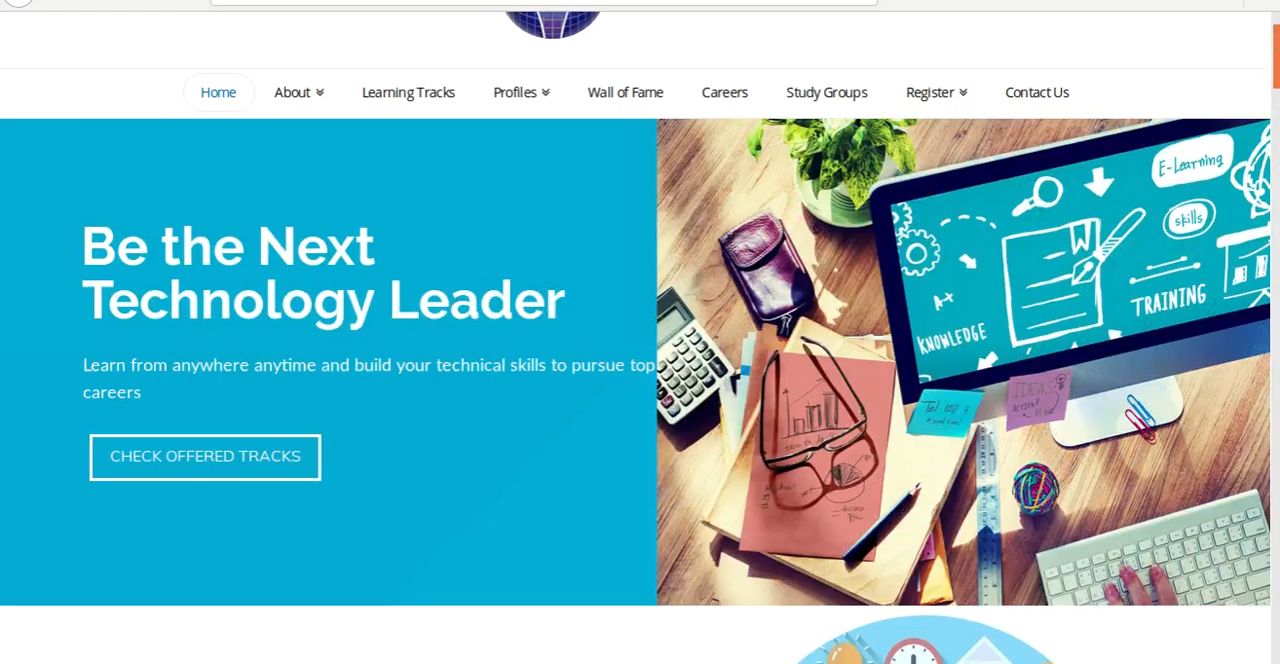 Home About Learning Tracks Profiles Wall of Fame Careers Study Groups Register Contact Us
Be the Next
Technology Leader
Learn from anywhere anytime and build your technical skills to pursue top
careers
CHECK OFFERED TRACKS
E-Learning
skills
A+
TRAINING
KNOWLEDGE
IDEAS